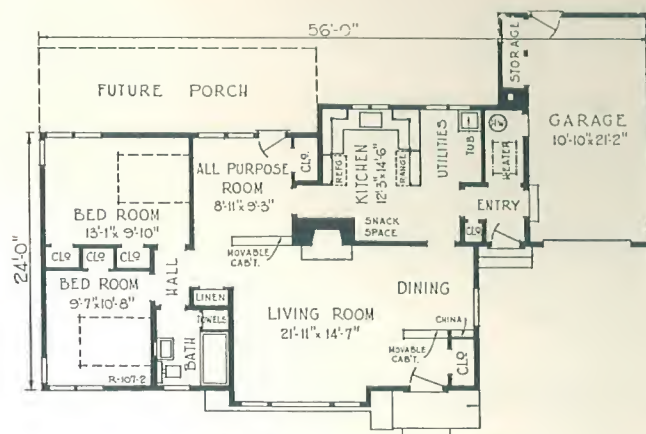 56'-0"
STORAGE
FUTURE PORCH
GARAGE
10'-10" x 21'-2"
ALL PURPOSE
ROOM
8'-11" x 9'-3"
CLO.
REFG.
KITCHEN
12'-3" x 14'-6"
RANGE
UTILITIES
TUB
H.W.
HEATER
SNACK
SPACE
ENTRY
CLO
BED ROOM
13'-1" x 9'-10"
24'-0"
CLO
CLO
CLO
BED ROOM
9'-7" x 10'-8"
R-107-2
HALL
MOVABLE
CAB'T.
LINEN
TOWELS
BATH
LIVING ROOM
21'-11" x 14'-7"
DINING
CHINA
MOVABLE
CAB'T.
CLO